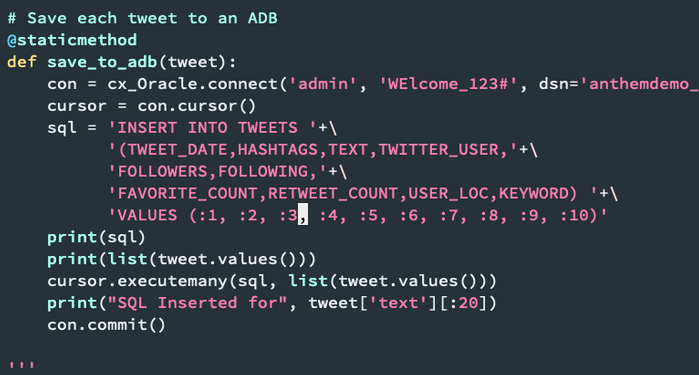 # Save each tweet to an ADB
@staticmethod
def save_to_adb(tweet):
con = cx_Oracle.connect('admin', 'WElcome_123#', dsn='anthemdemo_
cursor = con.cursor()
sql = 'INSERT INTO TWEETS '+\
'(TWEET_DATE,HASHTAGS,TEXT,TWITTER_USER,'+\
'FOLLOWERS,FOLLOWING,'+\
'FAVORITE_COUNT,RETWEET_COUNT,USER_LOC,KEYWORD) '+\
'VALUES (:1, :2, :3, :4, :5, :6, :7, :8, :9, :10)'
print(sql)
print(list(tweet.values()))
cursor.executemany(sql, list(tweet.values()))
print("SQL Inserted for", tweet['text'][:20])
con.commit()
'''